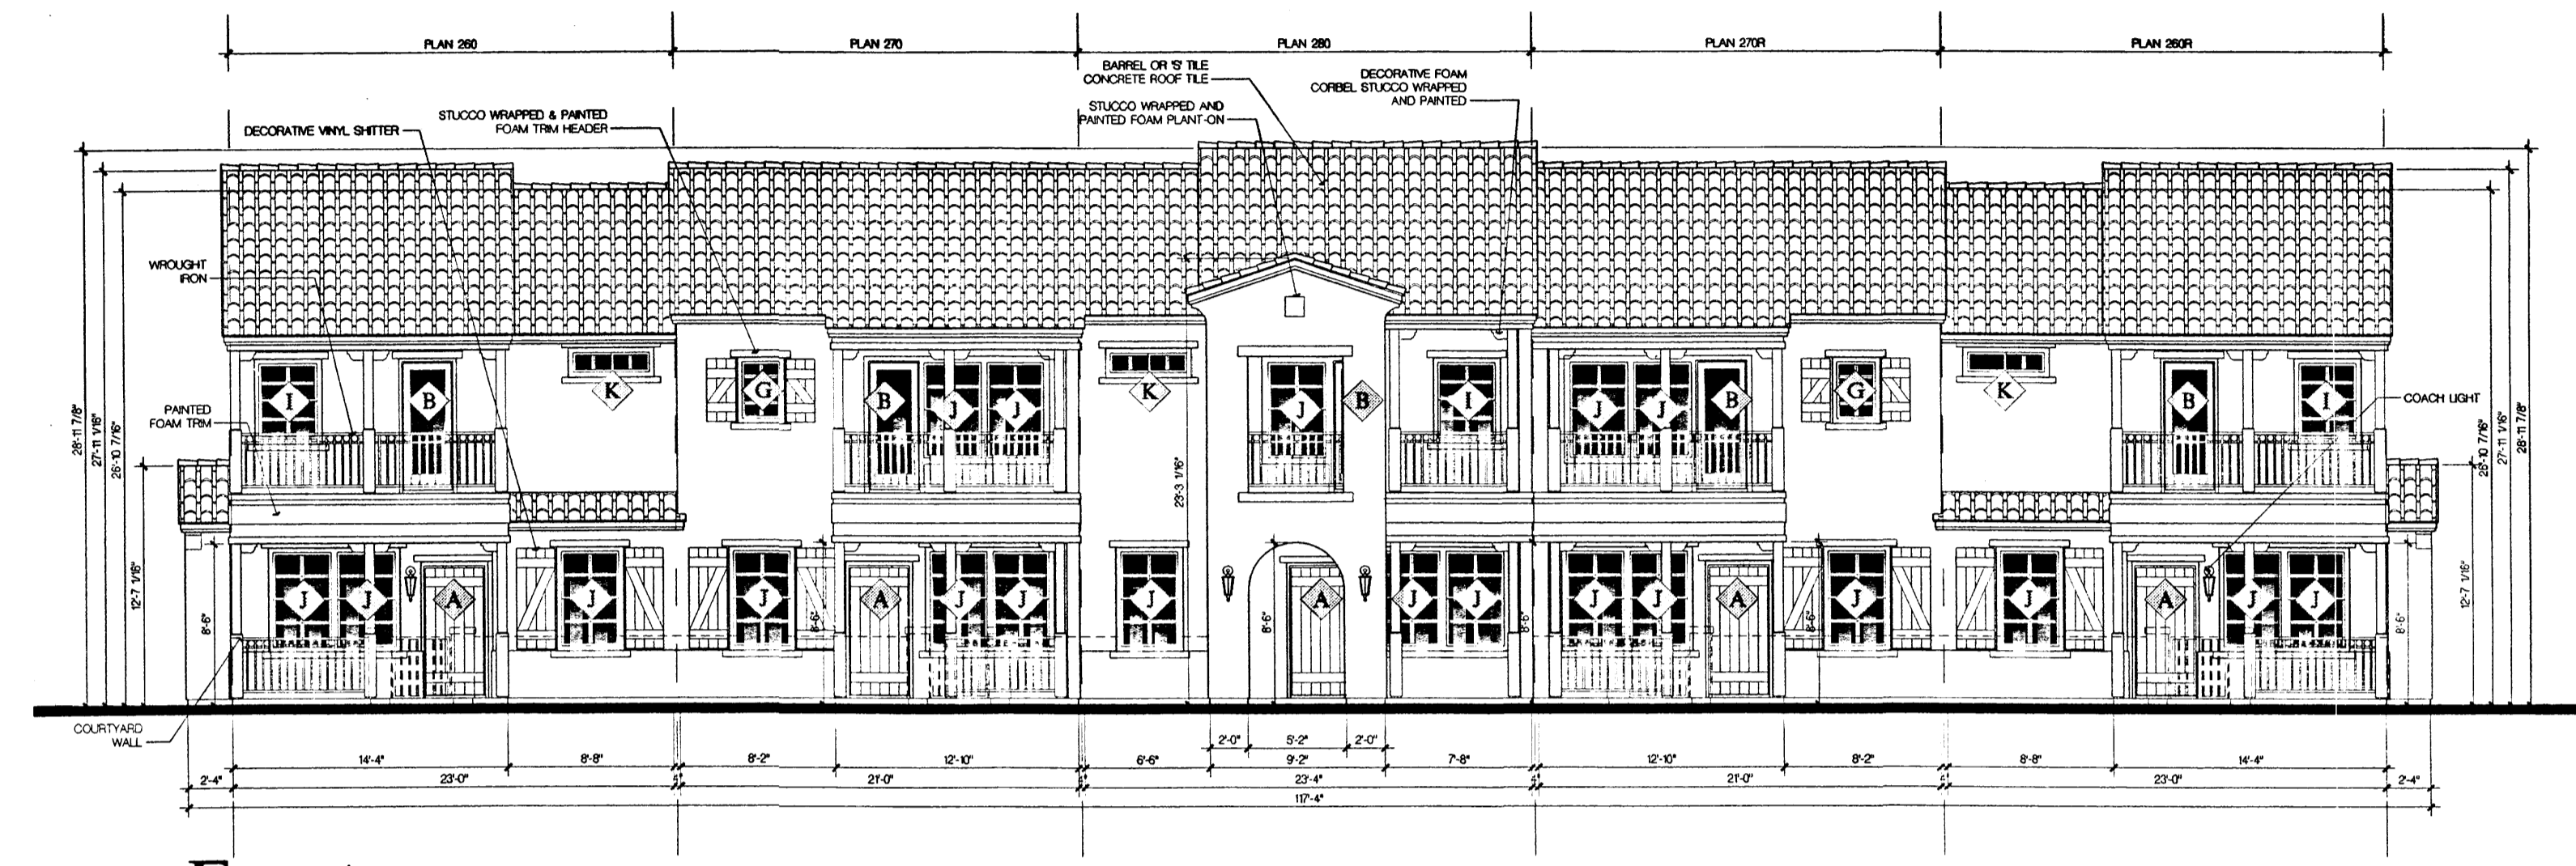 PLAN 260 PLAN 270 PLAN 280 PLAN 270R PLAN 260R
BARREL OR 'S' TILE
CONCRETE ROOF TILE
DECORATIVE FOAM
CORBEL STUCCO WRAPPED
AND PAINTED
STUCCO WRAPPED AND
PAINTED FOAM PLANT-ON
STUCCO WRAPPED & PAINTED
FOAM TRIM HEADER
DECORATIVE VINYL SHITTER
WROUGHT
IRON
PAINTED
FOAM TRIM
COACH LIGHT
28'-11 7/8"
27'-11 1/16"
26'-10 7/16"
12'-7 1/16"
8'-6"
I B K G B J J K J B I J J B G K B I
23'-3 1/16"
26'-10 7/16"
27'-11 1/16"
28'-11 7/8"
12'-7 1/16"
8'-6"
J J A J J A J J J A J J J J A J J A J J
8'-6" 8'-6" 8'-6" 8'-6"
COURTYARD
WALL
2'-0" 5'-2" 2'-0"
14'-4" 8'-8" 8'-2" 12'-10" 6'-6" 9'-2" 7'-8" 12'-10" 8'-2" 8'-8" 14'-4"
2'-4" 23'-0" 21'-0" 23'-4" 21'-0" 23'-0" 2'-4"
117'-4"